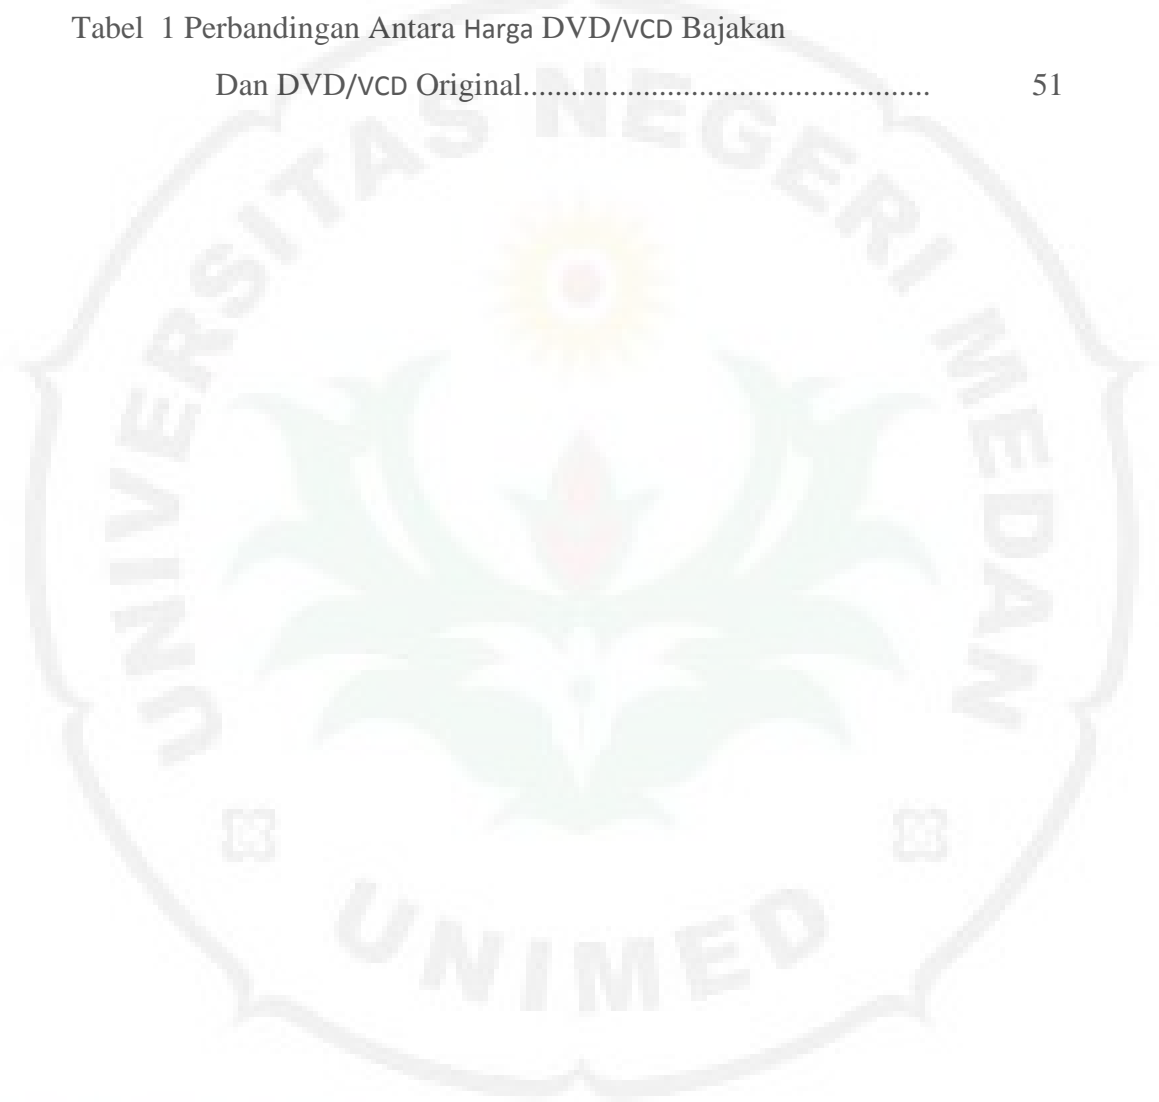 Tabel  1 Perbandingan Antara Harga DVD/VCD Bajakan
Dan DVD/VCD Original................................................... 51
UNIVERSITAS NEGERI MEDAN
UNIMED